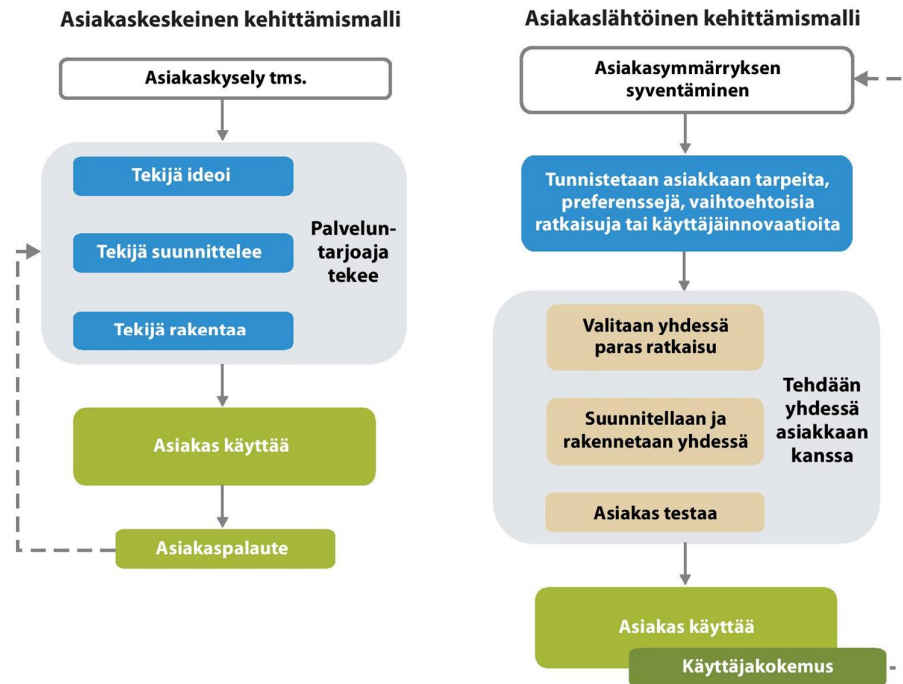 Asiakaskeskeinen kehittämismalli
Asiakaskysely tms.
Tekijä ideoi
Tekijä suunnittelee
Tekijä rakentaa
Palvelun-
tarjoaja
tekee
Asiakas käyttää
Asiakaspalaute
Asiakaslähtöinen kehittämismalli
Asiakasymmärryksen
syventäminen
Tunnistetaan asiakkaan tarpeita,
preferenssejä, vaihtoehtoisia
ratkaisuja tai käyttäjäinnovaatioita
Valitaan yhdessä
paras ratkaisu
Suunnitellaan ja
rakennetaan yhdessä
Asiakas testaa
Tehdään
yhdessä
asiakkaan
kanssa
Asiakas käyttää
Käyttäjakokemus